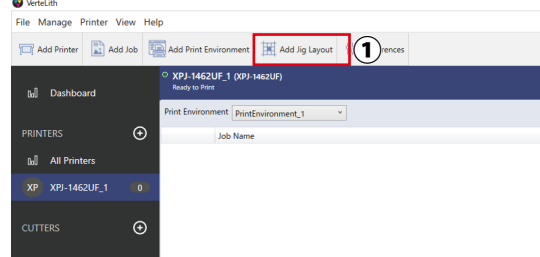 VerteLith
File Manage Printer View Help
Add Printer Add Job Add Print Environment Add Jig Layout ① rences
XPJ-1462UF_1 (XPJ-1462UF)
Ready to Print
Dashboard
Print Environment PrintEnvironment_1
PRINTERS
Job Name
All Printers
XP XPJ-1462UF_1 0
CUTTERS